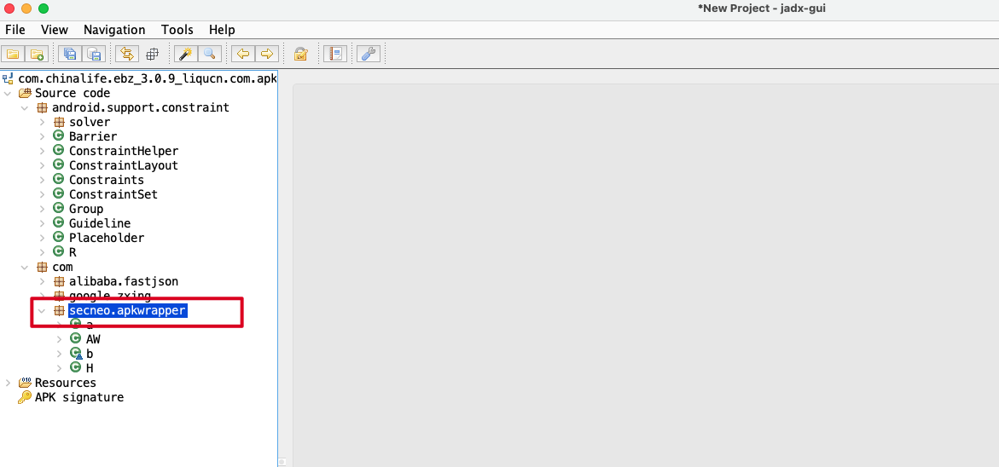 *New Project - jadx-gui
File View Navigation Tools Help
com.chinalife.ebz_3.0.9_liqucn.com.apk
Source code
android.support.constraint
solver
Barrier
ConstraintHelper
ConstraintLayout
Constraints
ConstraintSet
Group
Guideline
Placeholder
R
com
alibaba.fastjson
google.zxing
secneo.apkwrapper
a
AW
b
H
Resources
APK signature